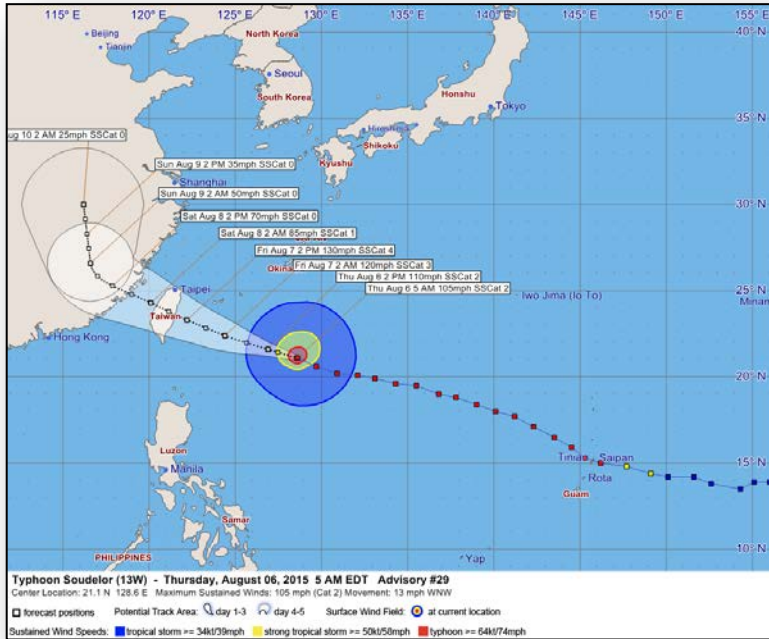 115° E 120° E 125° E 130° E 135° E 140° E 145° E 150° E 155° E
40° N
35° N
30° N
25° N
20° N
15° N
10° N
Beijing
Tianjin
North Korea
Seoul
South Korea
Honshu
Tokyo
Hiroshima
Shikoku
Kyushu
ug 10 2 AM 25mph SSCat 0
Sun Aug 9 2 PM 35mph SSCat 0
Shanghai
Sun Aug 9 2 AM 50mph SSCat 0
Sat Aug 8 2 PM 70mph SSCat 0
Sat Aug 8 2 AM 85mph SSCat 1
Fri Aug 7 2 PM 130mph SSCat 4
Okina
Fri Aug 7 2 AM 120mph SSCat 3
Thu Aug 6 2 PM 110mph SSCat 2
Thu Aug 6 5 AM 105mph SSCat 2
Taipei
Iwo Jima (Io To)
Minam
Taiwan
Hong Kong
Luzon
Manila
Tinian
Saipan
Rota
Guam
Samar
PHILIPPINES
Yap
Typhoon Soudelor (13W) - Thursday, August 06, 2015 5 AM EDT Advisory #29
Center Location: 21.1 N 128.6 E Maximum Sustained Winds: 105 mph (Cat 2) Movement: 13 mph WNW
forecast positions Potential Track Area: day 1-3 day 4-5 Surface Wind Field: at current location
Sustained Wind Speeds: tropical storm >= 34kt/39mph strong tropical storm >= 50kt/58mph typhoon >= 64kt/74mph